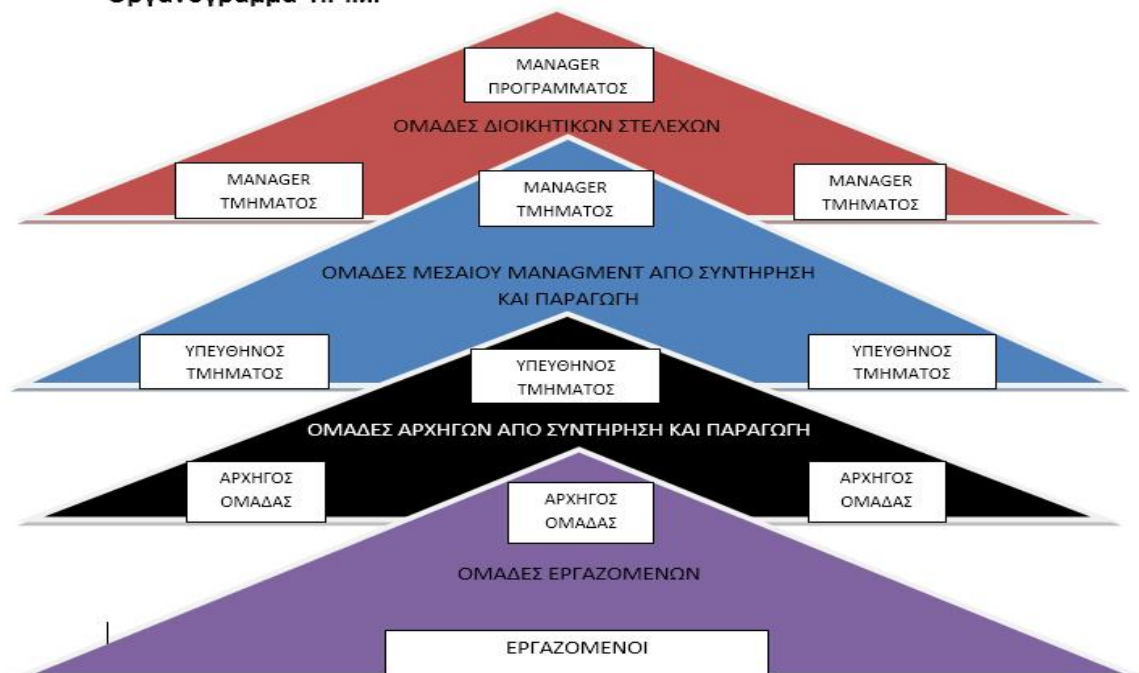 MANAGER
ΠΡΟΓΡΑΜΜΑΤΟΣ
ΟΜΑΔΕΣ ΔΙΟΙΚΗΤΙΚΩΝ ΣΤΕΛΕΧΩΝ
MANAGER
ΤΜΗΜΑΤΟΣ
MANAGER
ΤΜΗΜΑΤΟΣ
MANAGER
ΤΜΗΜΑΤΟΣ
ΟΜΑΔΕΣ ΜΕΣΑΙΟΥ MANAGMENT ΑΠΟ ΣΥΝΤΗΡΗΣΗ
ΚΑΙ ΠΑΡΑΓΩΓΗ
ΥΠΕΥΘΗΝΟΣ
ΤΜΗΜΑΤΟΣ
ΥΠΕΥΘΗΝΟΣ
ΤΜΗΜΑΤΟΣ
ΥΠΕΥΘΗΝΟΣ
ΤΜΗΜΑΤΟΣ
ΟΜΑΔΕΣ ΑΡΧΗΓΩΝ ΑΠΟ ΣΥΝΤΗΡΗΣΗ ΚΑΙ ΠΑΡΑΓΩΓΗ
ΑΡΧΗΓΟΣ
ΟΜΑΔΑΣ
ΑΡΧΗΓΟΣ
ΟΜΑΔΑΣ
ΑΡΧΗΓΟΣ
ΟΜΑΔΑΣ
ΟΜΑΔΕΣ ΕΡΓΑΖΟΜΕΝΩΝ
ΕΡΓΑΖΟΜΕΝΟΙ